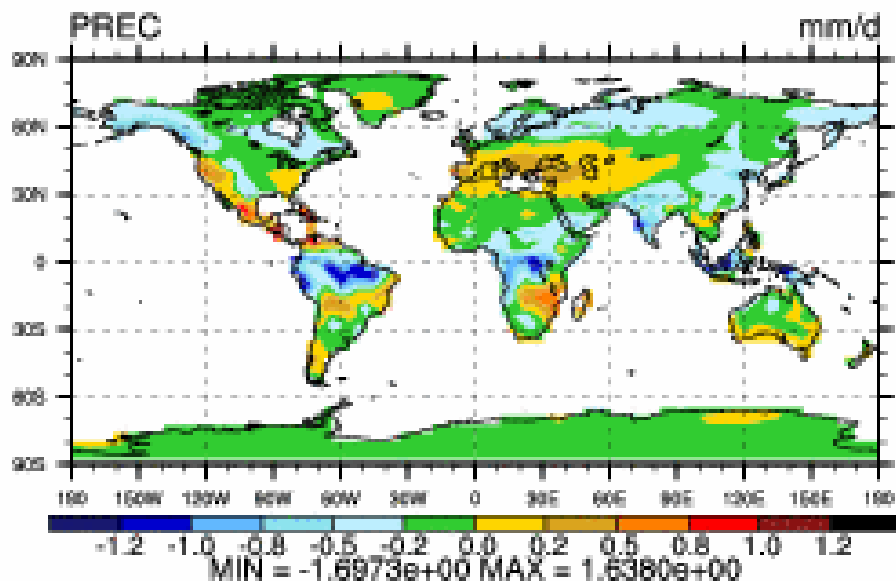 PREC mm/d
90N
60N
30N
0
30S
60S
90S
180 150W 120W 90W 60W 30W 0 30E 60E 90E 120E 150E 180
-1.2 -1.0 -0.8 -0.5 -0.2 0.0 0.2 0.5 0.8 1.0 1.2
MIN = -1.6973e+00 MAX = 1.6380e+00